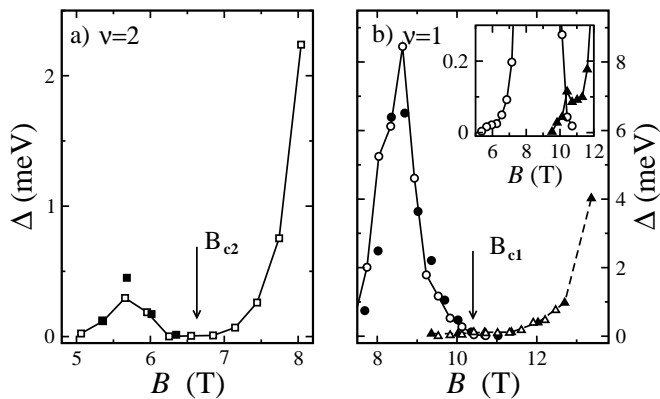 a) ν=2
2
1
0
Δ (meV)
B_c2
5 6 7 8
B (T)
b) ν=1
0.2
0
6 8 10 12
B (T)
B_c1
8
6
4
2
0
Δ (meV)
8 10 12
B (T)